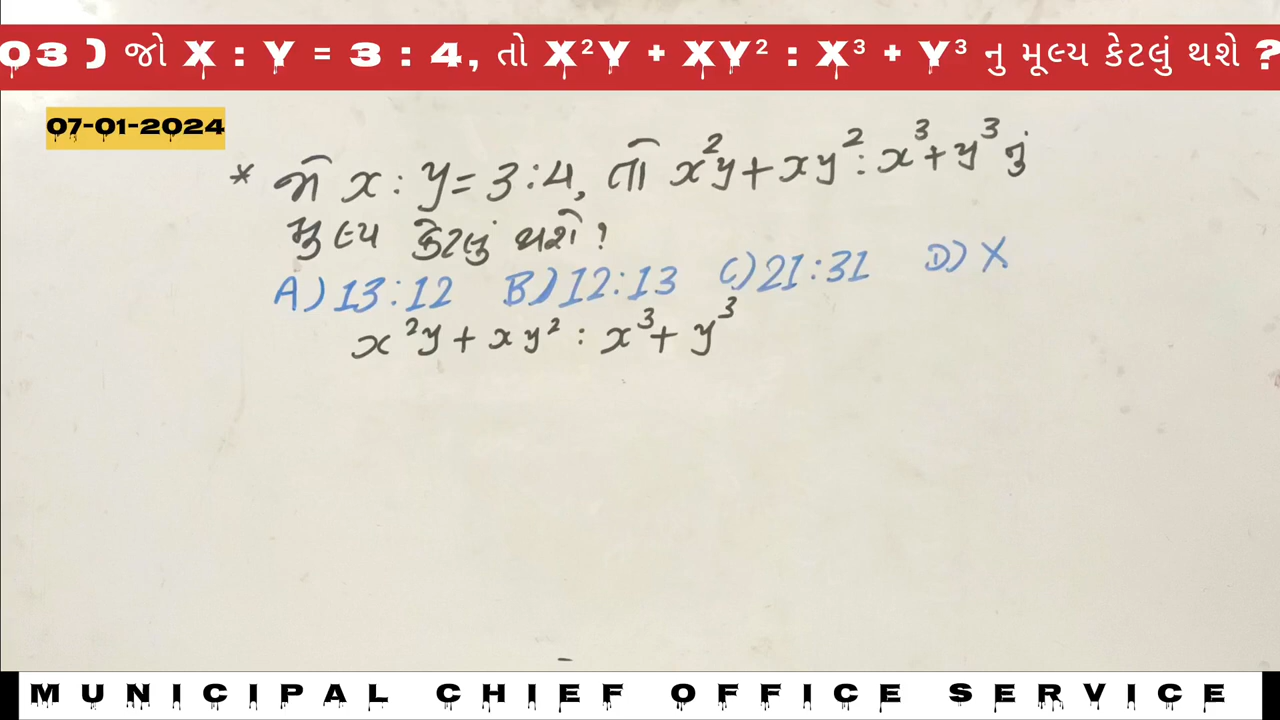 03 ) જો X : Y = 3 : 4, તો X²Y + XY² : X³ + Y³ નુ મૂલ્ય કેટલું થશે ?
07-01-2024
* જો x : y = 3 : 4, તો x²y + xy² : x³ + y³ નું
મુલ્ય કેટલું થશે ?
A) 13 : 12 B) 12 : 13 C) 21 : 31 D) X
x²y + xy² : x³ + y³
MUNICIPAL CHIEF OFFICE SERVICE